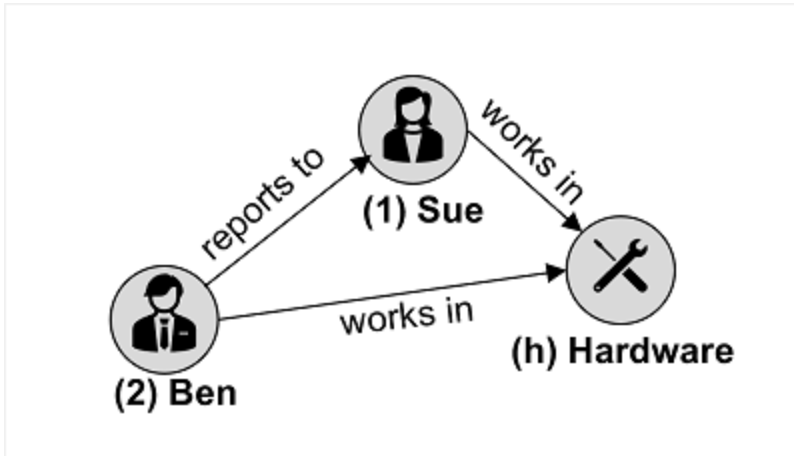 reports to
works in
(1) Sue
works in
(h) Hardware
(2) Ben